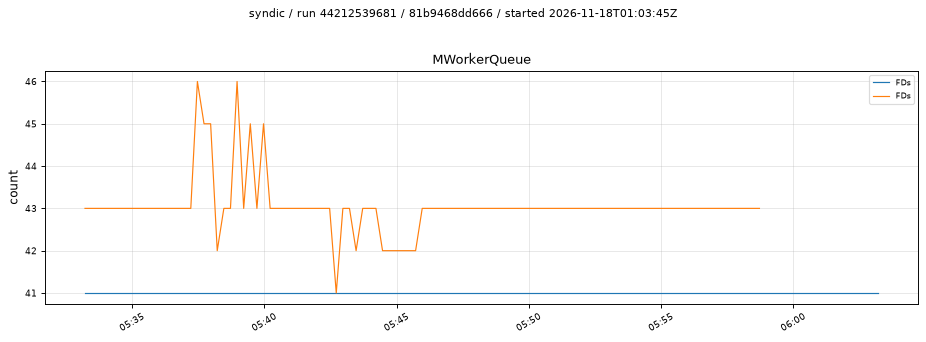 syndic / run 44212539681 / 81b9468dd666 / started 2026-11-18T01:03:45Z
MWorkerQueue
FDs
FDs
count
46
45
44
43
42
41
05:35
05:40
05:45
05:50
05:55
06:00